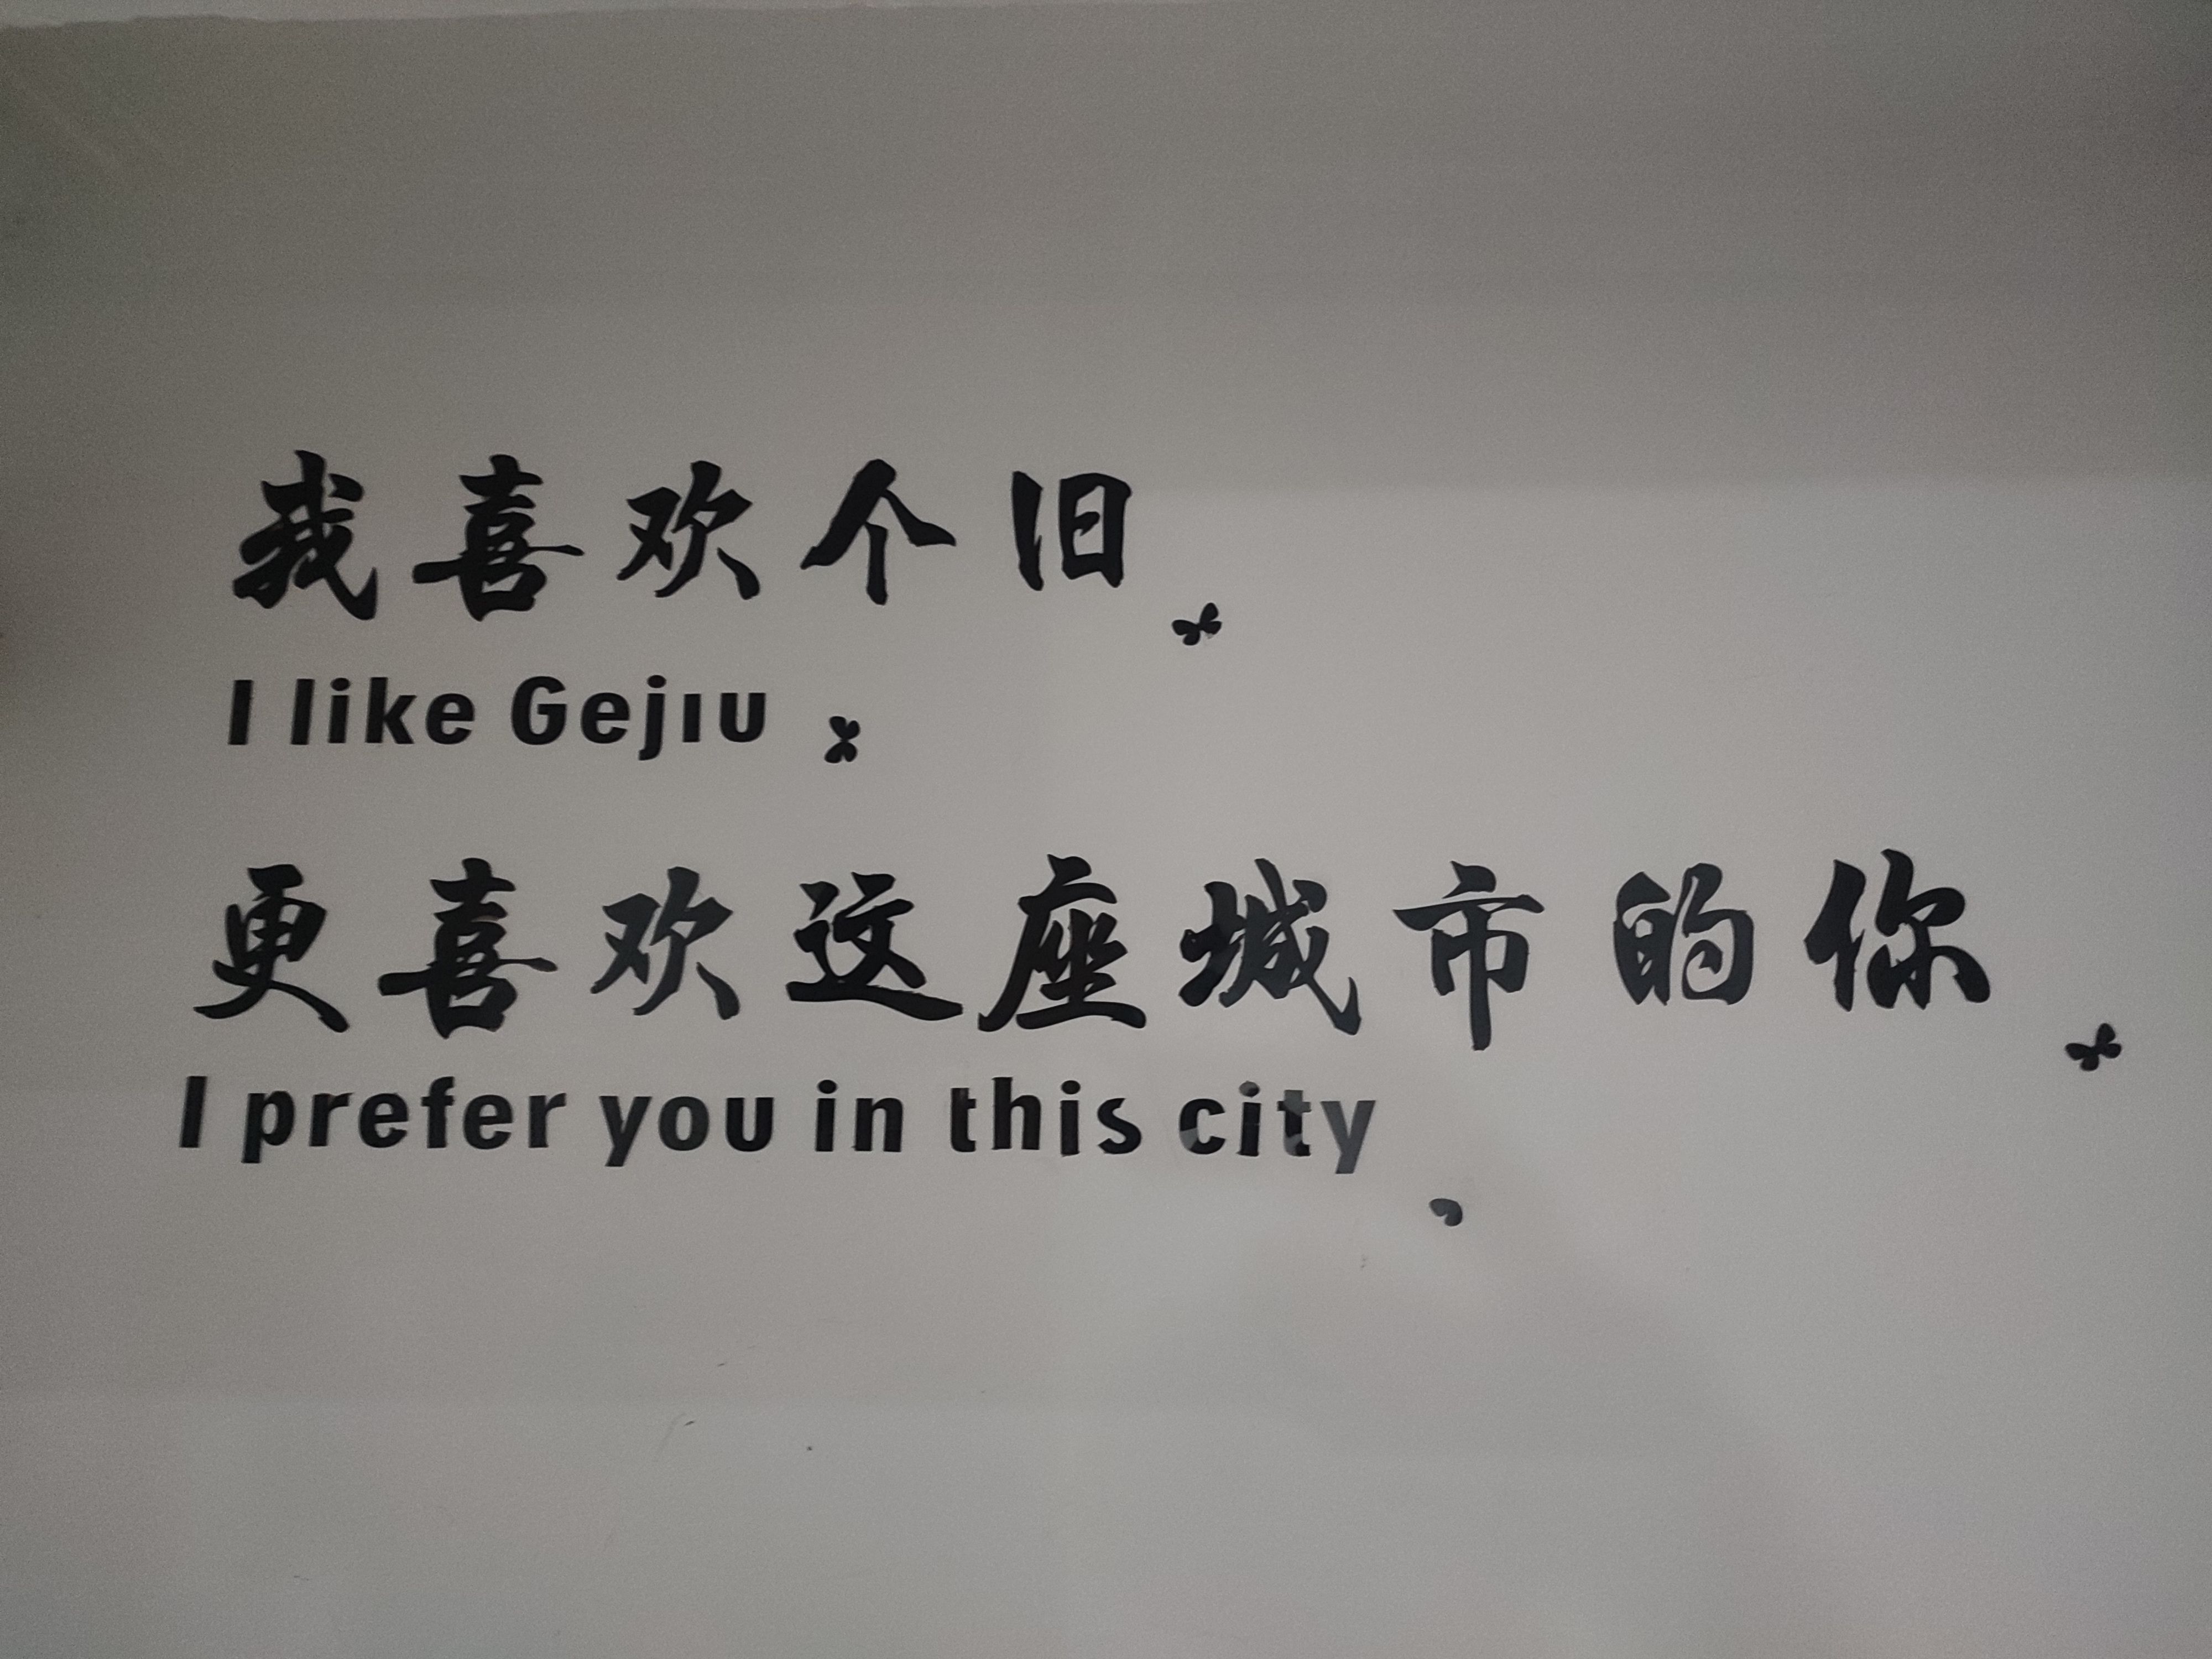 我喜欢个旧
I like Gejıu
更喜欢这座城市的你
I prefer you in this city